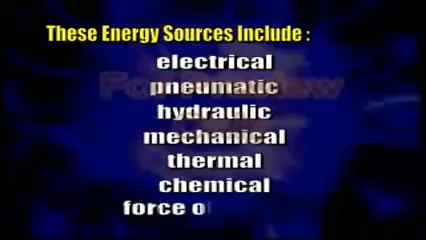 These Energy Sources Include :
electrical
pneumatic
hydraulic
mechanical
thermal
chemical
force o